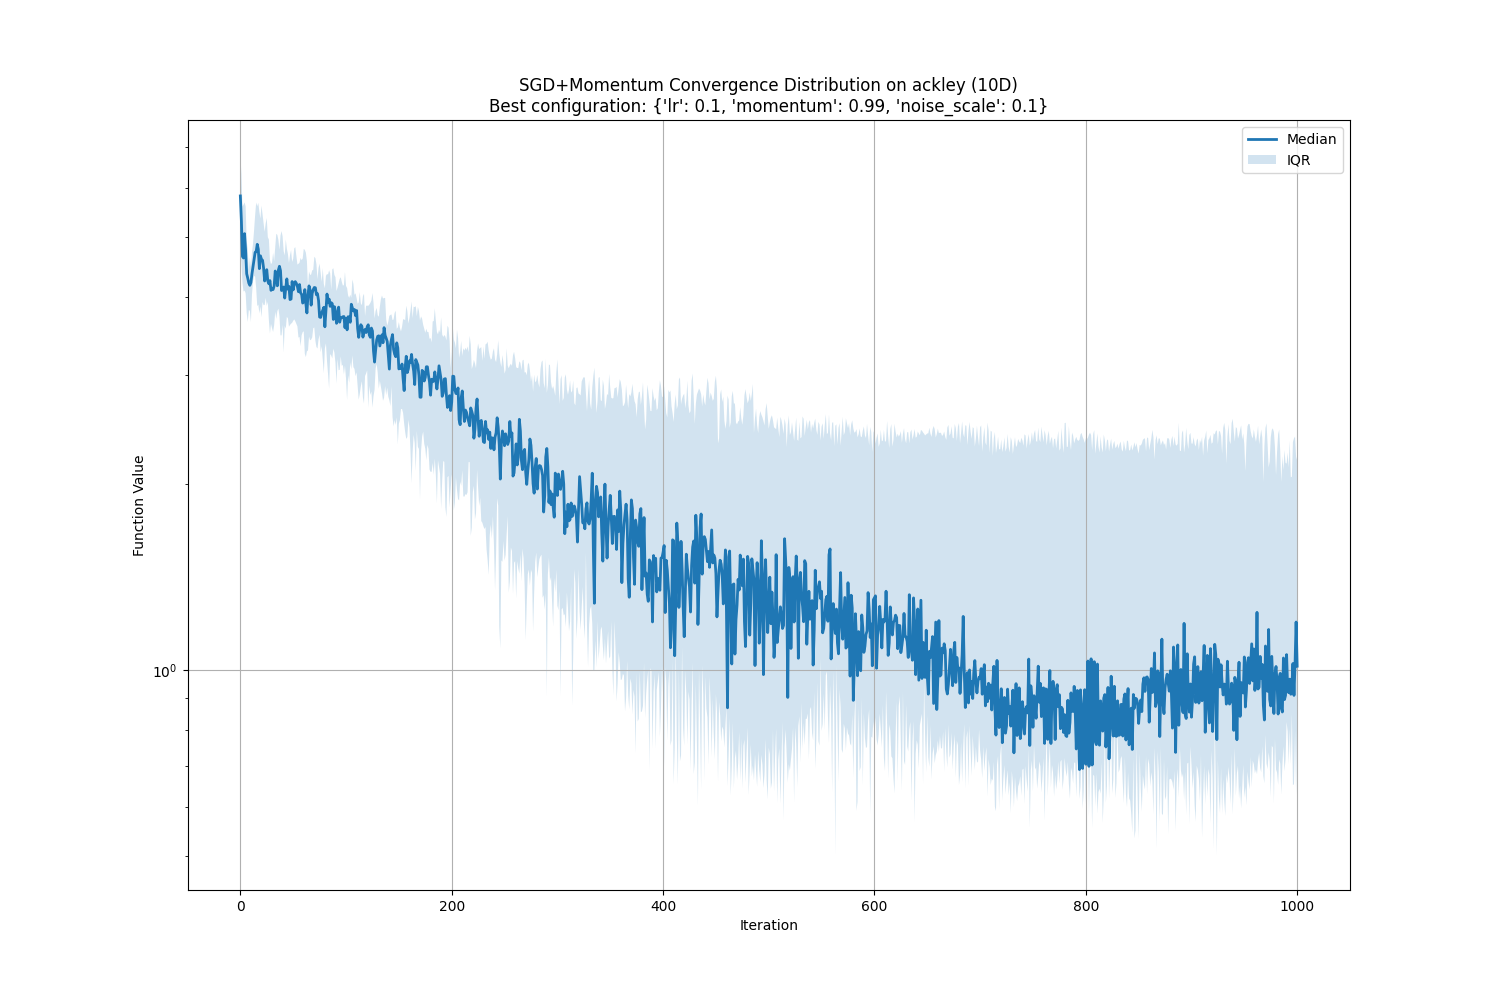 SGD+Momentum Convergence Distribution on ackley (10D)
Best configuration: {'lr': 0.1, 'momentum': 0.99, 'noise_scale': 0.1}
Median
IQR
Function Value
10⁰
0 200 400 600 800 1000
Iteration